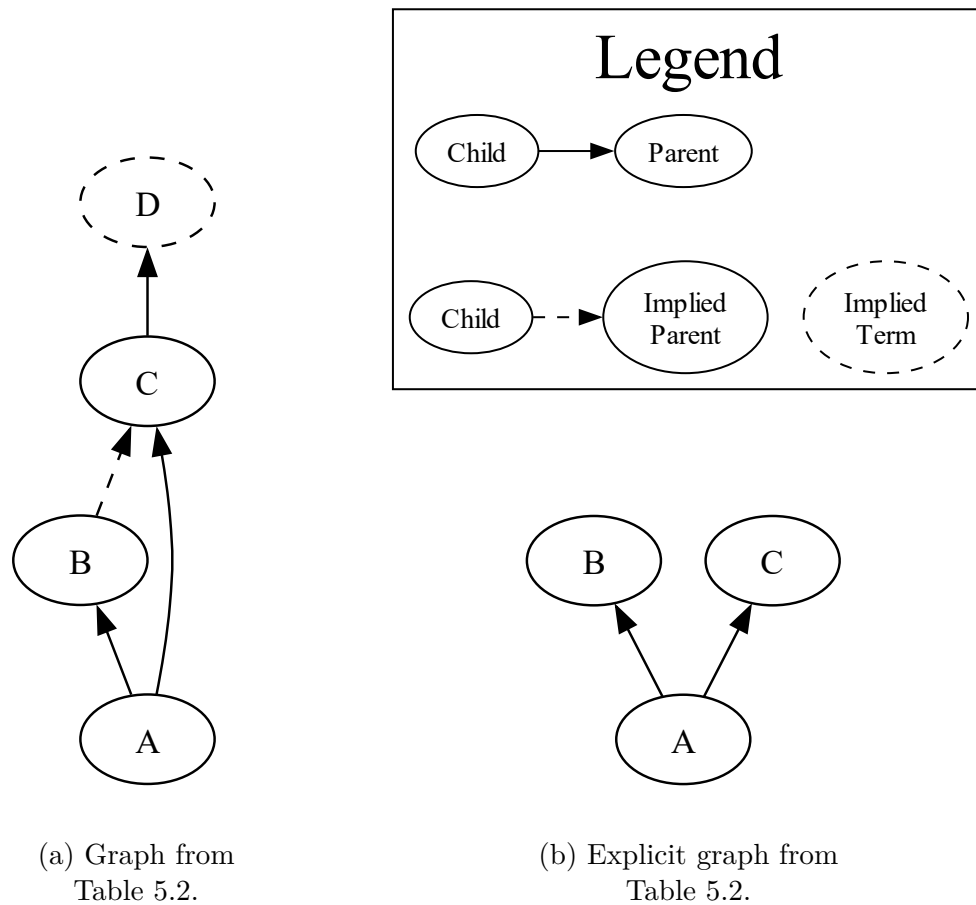 Legend
Child
Parent
Child
Implied
Parent
Implied
Term
D
C
B
A
B
C
A
(a) Graph from
Table 5.2.
(b) Explicit graph from
Table 5.2.